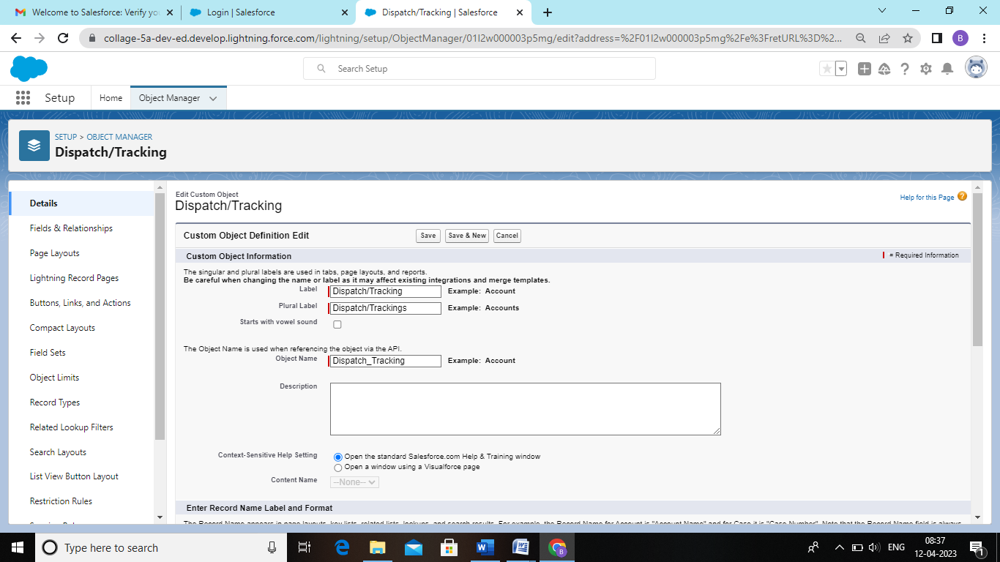 Welcome to Salesforce: Verify yo
Login | Salesforce
Dispatch/Tracking | Salesforce
collage-5a-dev-ed.develop.lightning.force.com/lightning/setup/ObjectManager/01I2w000003p5mg/edit?address=%2F01I2w000003p5mg%2Fe%3FretURL%3D%2...
B
Search Setup
Setup
Home
Object Manager
SETUP > OBJECT MANAGER
Dispatch/Tracking
Details
Fields & Relationships
Page Layouts
Lightning Record Pages
Buttons, Links, and Actions
Compact Layouts
Field Sets
Object Limits
Record Types
Related Lookup Filters
Search Layouts
List View Button Layout
Restriction Rules
Edit Custom Object
Dispatch/Tracking
Help for this Page
Custom Object Definition Edit
Save
Save & New
Cancel
Custom Object Information
= Required Information
The singular and plural labels are used in tabs, page layouts, and reports.
Be careful when changing the name or label as it may affect existing integrations and merge templates.
Label
Dispatch/Tracking
Example: Account
Plural Label
Dispatch/Trackings
Example: Accounts
Starts with vowel sound
The Object Name is used when referencing the object via the API.
Object Name
Dispatch_Tracking
Example: Account
Description
Context-Sensitive Help Setting
Open the standard Salesforce.com Help & Training window
Open a window using a Visualforce page
Content Name
--None--
Enter Record Name Label and Format
The Record Name appears in page layouts, key lists, related lists, lookups, and search results. For example, the Record Name for Account is "Account Name" and for Case it is "Case Number". Note that the Record Name field is always
Type here to search
ENG
08:37
12-04-2023
1